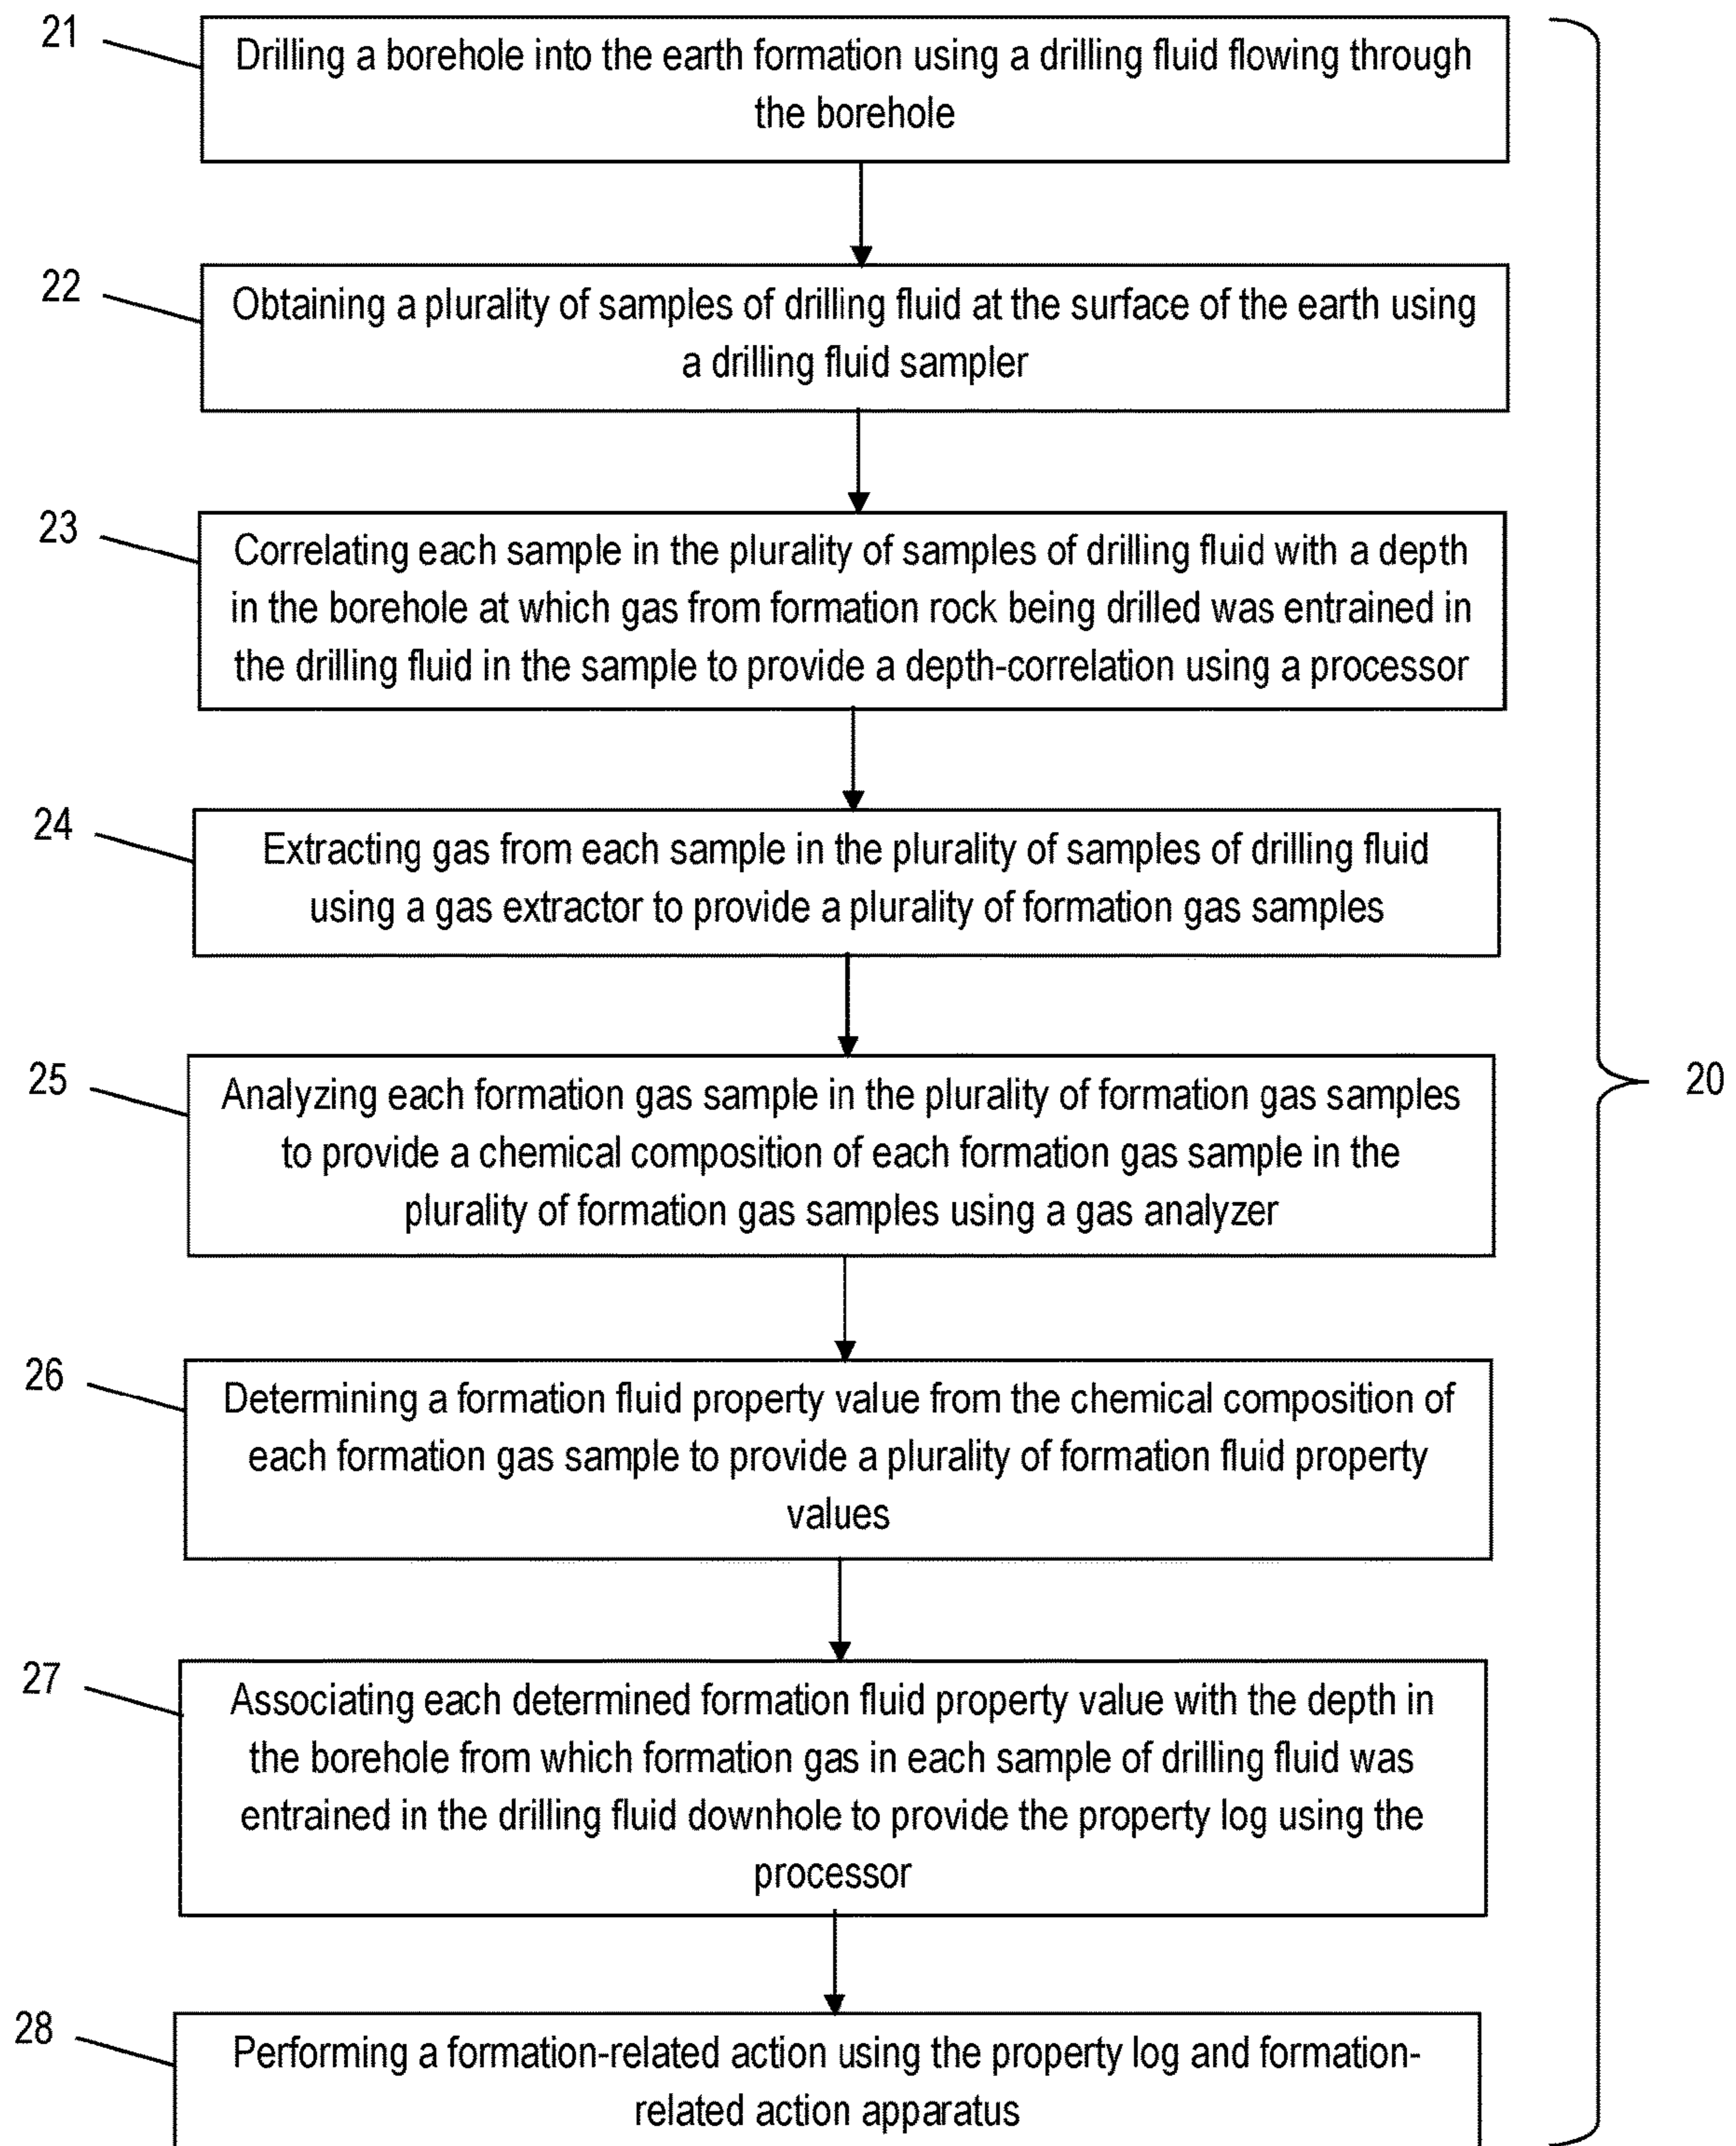 21
Drilling a borehole into the earth formation using a drilling fluid flowing through
the borehole
22
Obtaining a plurality of samples of drilling fluid at the surface of the earth using
a drilling fluid sampler
23
Correlating each sample in the plurality of samples of drilling fluid with a depth
in the borehole at which gas from formation rock being drilled was entrained in
the drilling fluid in the sample to provide a depth-correlation using a processor
24
Extracting gas from each sample in the plurality of samples of drilling fluid
using a gas extractor to provide a plurality of formation gas samples
25
Analyzing each formation gas sample in the plurality of formation gas samples
to provide a chemical composition of each formation gas sample in the
plurality of formation gas samples using a gas analyzer
20
26
Determining a formation fluid property value from the chemical composition of
each formation gas sample to provide a plurality of formation fluid property
values
27
Associating each determined formation fluid property value with the depth in
the borehole from which formation gas in each sample of drilling fluid was
entrained in the drilling fluid downhole to provide the property log using the
processor
28
Performing a formation-related action using the property log and formation-
related action apparatus